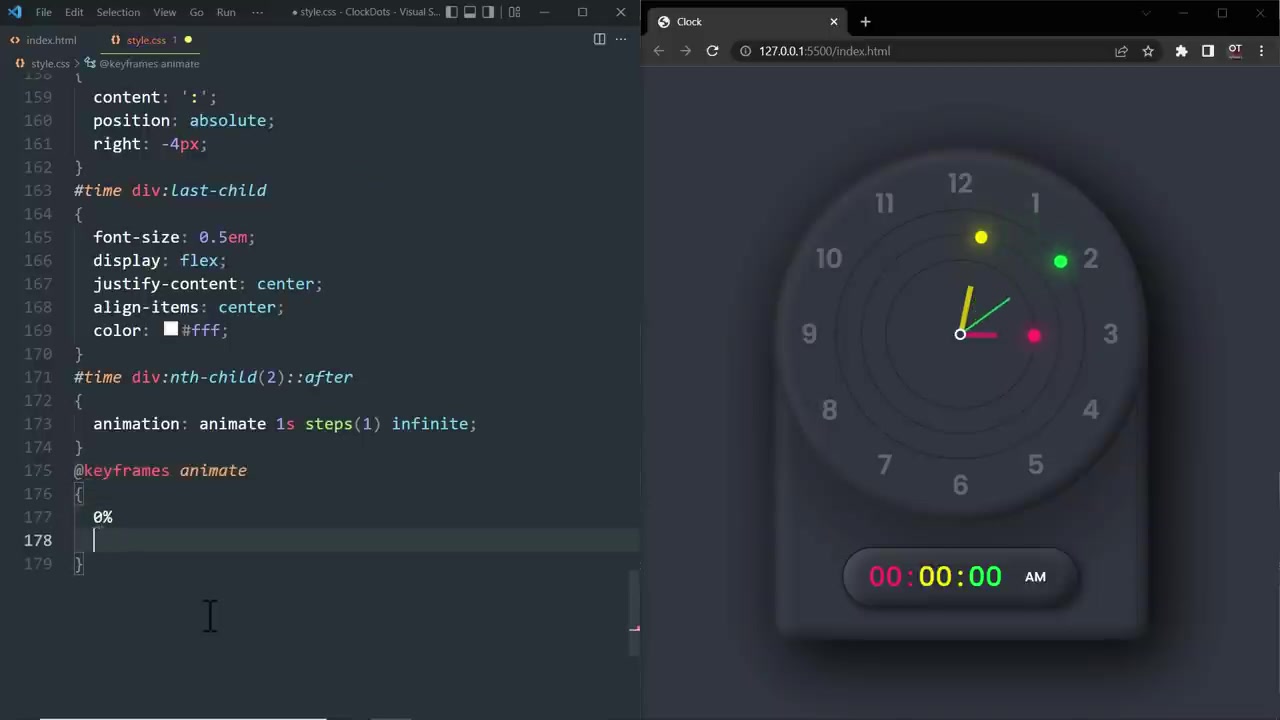 File Edit Selection View Go Run ··· ● style.css - ClockDots - Visual S...
index.html
style.css 1
style.css > @keyframes animate
158 {
159 content: ':';
160 position: absolute;
161 right: -4px;
162 }
163 #time div:last-child
164 {
165 font-size: 0.5em;
166 display: flex;
167 justify-content: center;
168 align-items: center;
169 color: #fff;
170 }
171 #time div:nth-child(2)::after
172 {
173 animation: animate 1s steps(1) infinite;
174 }
175 @keyframes animate
176 {
177 0%
178
179 }
Clock
127.0.0.1:5500/index.html
OT
12
11 1
10 2
9 3
8 4
7 5
6
00:00:00 AM